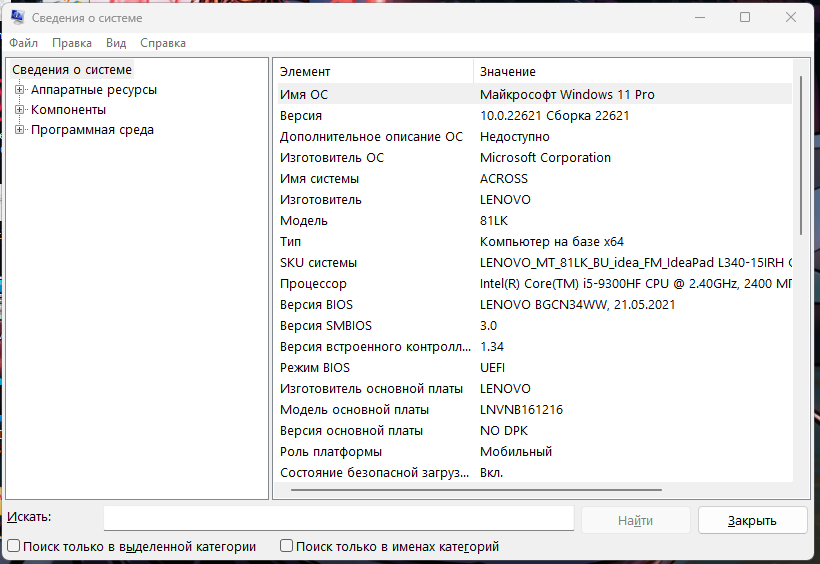 Сведения о системе
Файл Правка Вид Справка
Сведения о системе
Аппаратные ресурсы
Компоненты
Программная среда
Элемент Значение
Имя ОС Майкрософт Windows 11 Pro
Версия 10.0.22621 Сборка 22621
Дополнительное описание ОС Недоступно
Изготовитель ОС Microsoft Corporation
Имя системы ACROSS
Изготовитель LENOVO
Модель 81LK
Тип Компьютер на базе x64
SKU системы LENOVO_MT_81LK_BU_idea_FM_IdeaPad L340-15IRH
Процессор Intel(R) Core(TM) i5-9300HF CPU @ 2.40GHz, 2400
Версия BIOS LENOVO BGCN34WW, 21.05.2021
Версия SMBIOS 3.0
Версия встроенного контролл... 1.34
Режим BIOS UEFI
Изготовитель основной платы LENOVO
Модель основной платы LNVNB161216
Версия основной платы NO DPK
Роль платформы Мобильный
Состояние безопасной загруз... Вкл.
Искать: Найти Закрыть
Поиск только в выделенной категории Поиск только в именах категорий